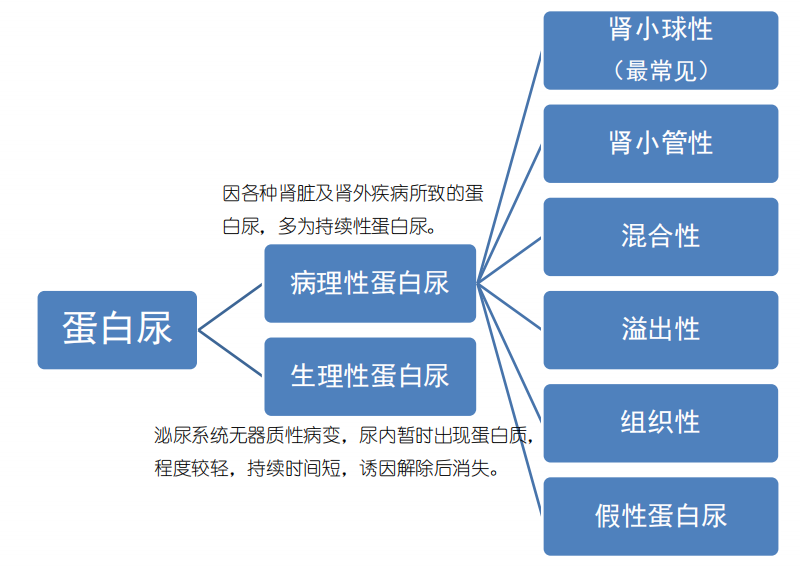 蛋白尿
因各种肾脏及肾外疾病所致的蛋
白尿，多为持续性蛋白尿。
病理性蛋白尿
生理性蛋白尿
泌尿系统无器质性病变，尿内暂时出现蛋白质，
程度较轻，持续时间短，诱因解除后消失。
肾小球性
（最常见）
肾小管性
混合性
溢出性
组织性
假性蛋白尿